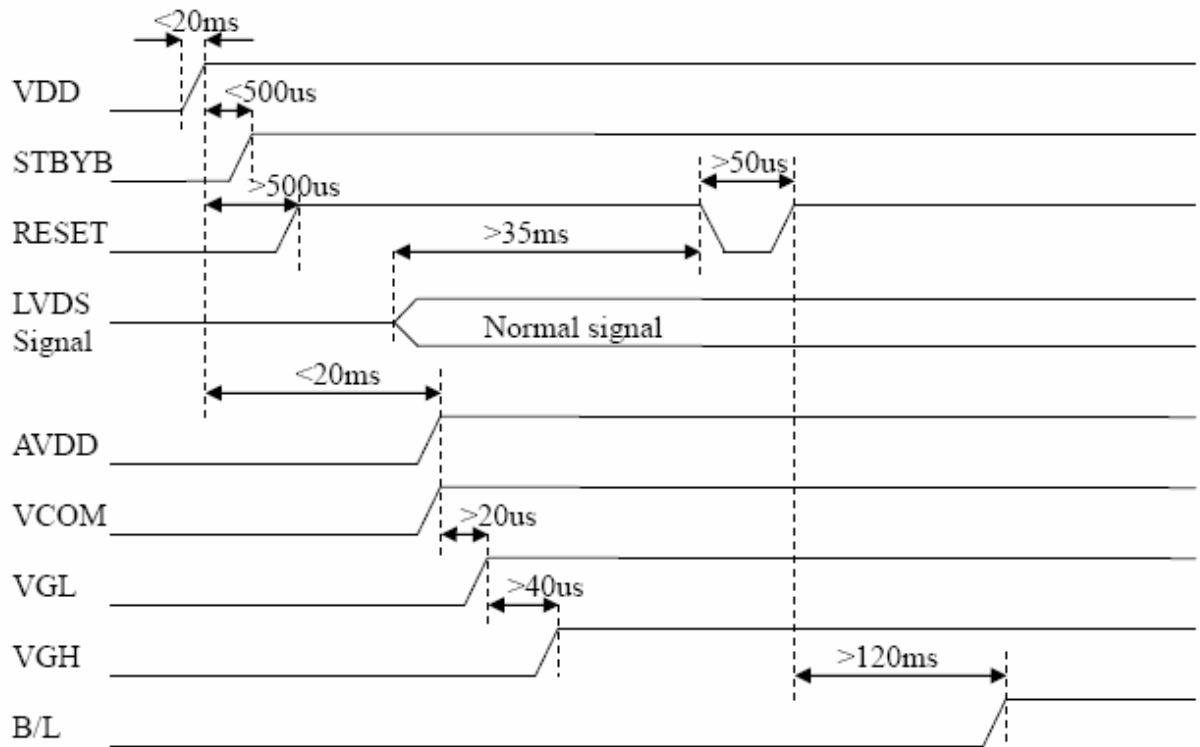 <20ms
VDD
<500us
STBYB
>50us
>500us
RESET
>35ms
LVDS
Signal
Normal signal
<20ms
AVDD
VCOM
>20us
VGL
>40us
VGH
>120ms
B/L